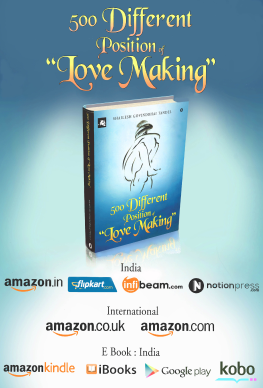 500 Different
Position of
"Love Making"
500 Different
Position of
"Love Making"
India
amazon.in
flipkart.com
infibeam.com
notionpress
International
amazon.co.uk
amazon.com
E Book : India
amazonkindle
iBooks
Google play
kobo